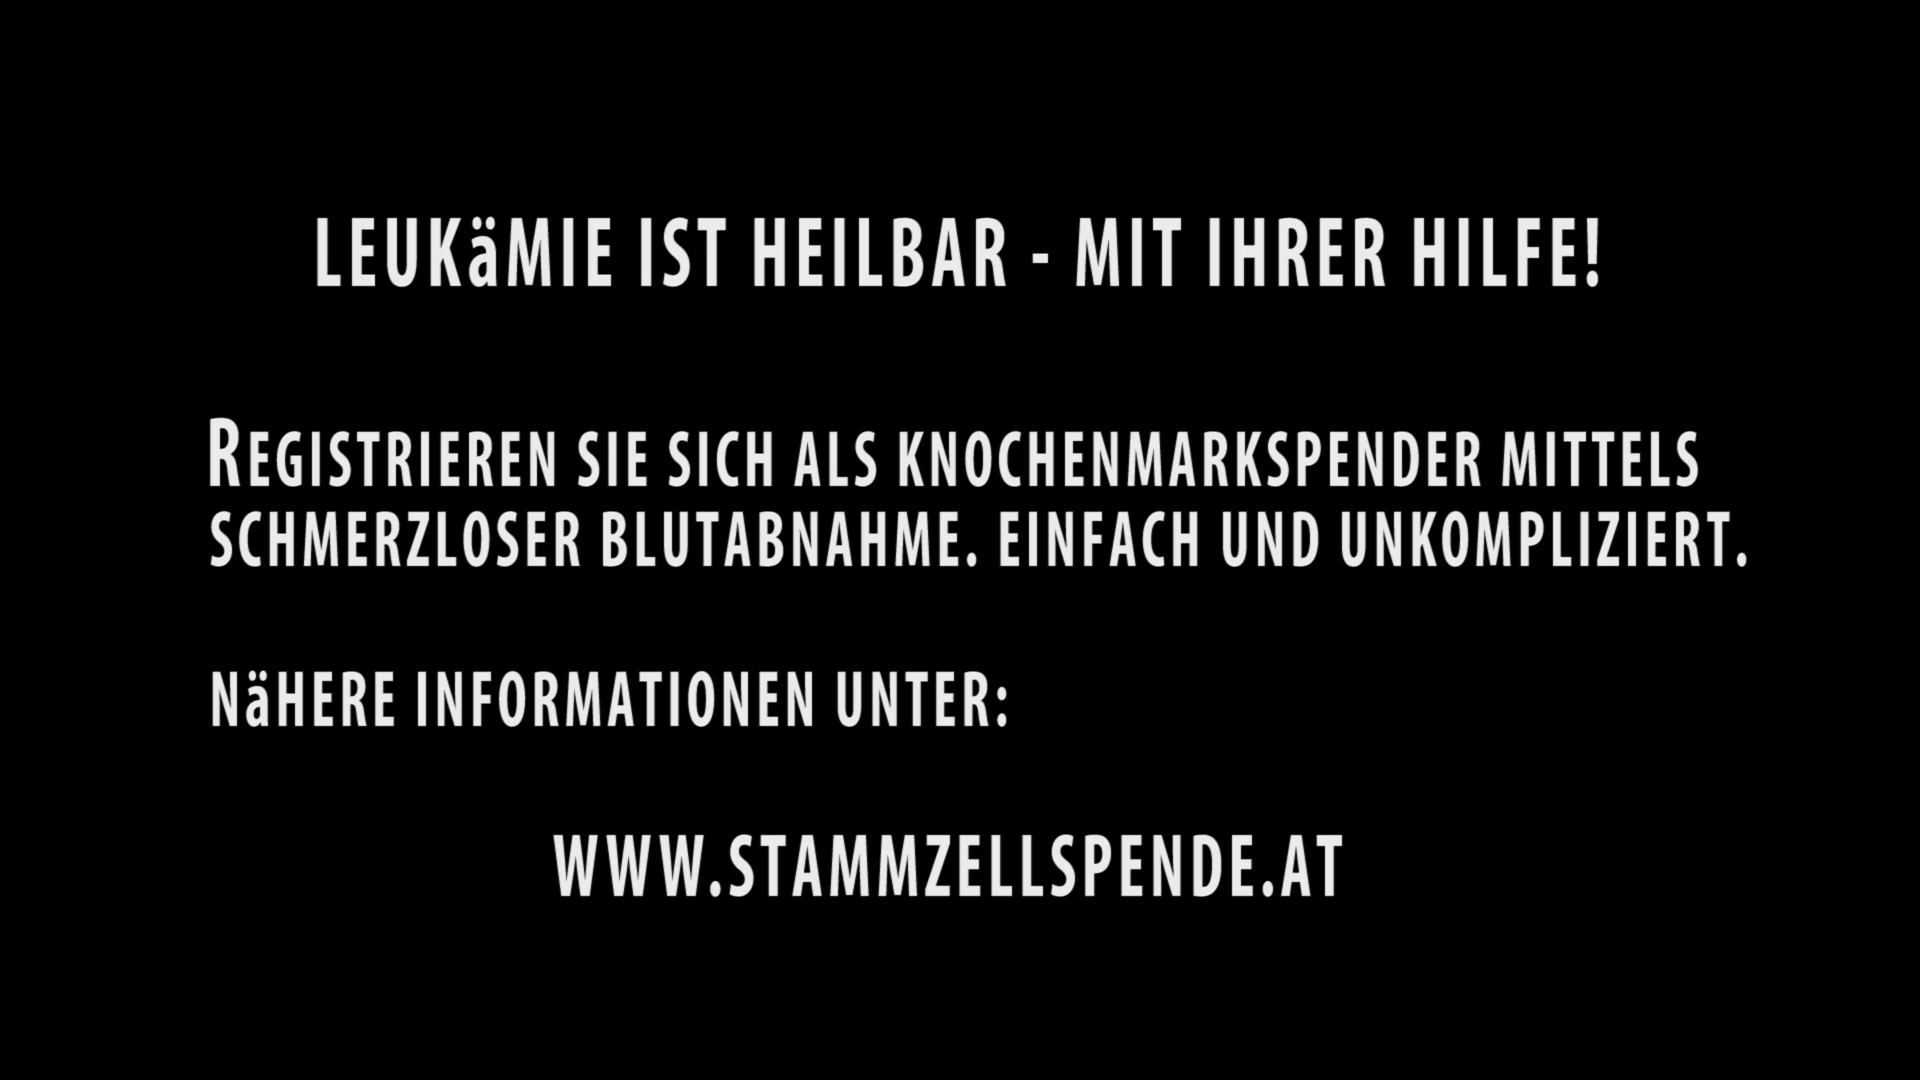 LEUKäMIE IST HEILBAR - MIT IHRER HILFE!
REGISTRIEREN SIE SICH ALS KNOCHENMARKSPENDER MITTELS
SCHMERZLOSER BLUTABNAHME. EINFACH UND UNKOMPLIZIERT.
NäHERE INFORMATIONEN UNTER:
WWW.STAMMZELLSPENDE.AT